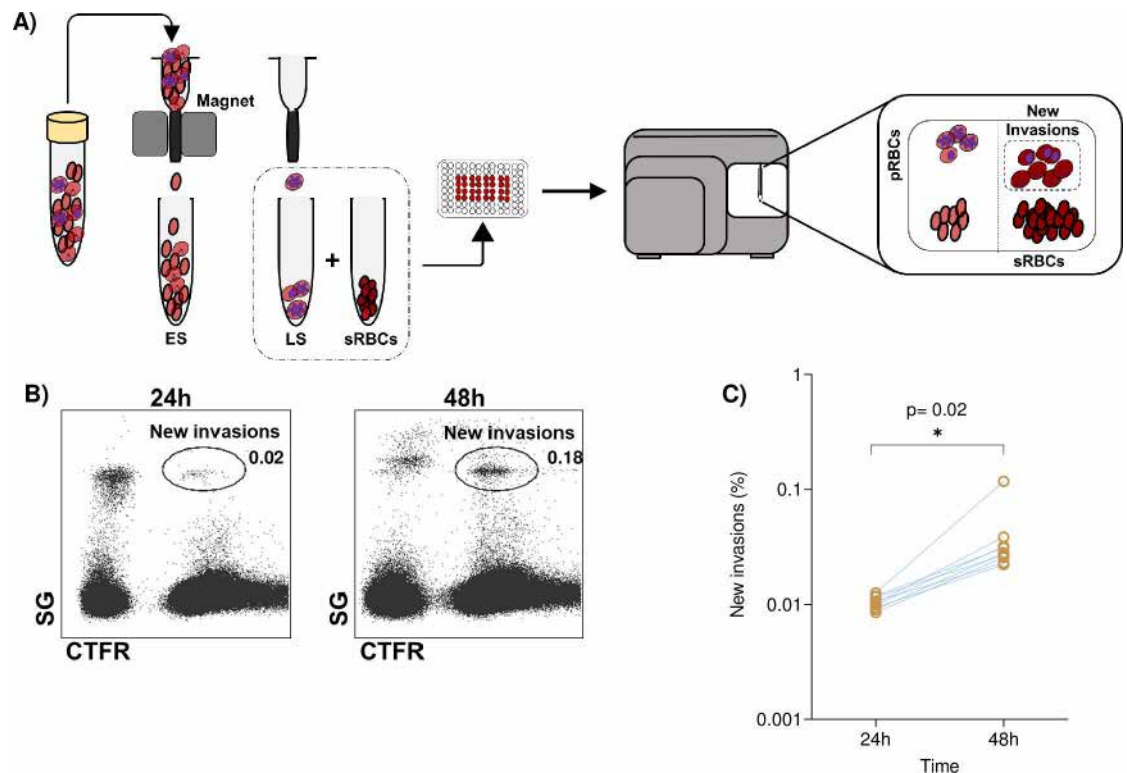 A)
Magnet
ES
LS
+
sRBCs
pRBCs
New
Invasions
sRBCs
B)
24h
New invasions
0.02
SG
CTFR
48h
New invasions
0.18
SG
CTFR
C)
1
0.1
0.01
0.001
New invasions (%)
p= 0.02
*
24h
48h
Time